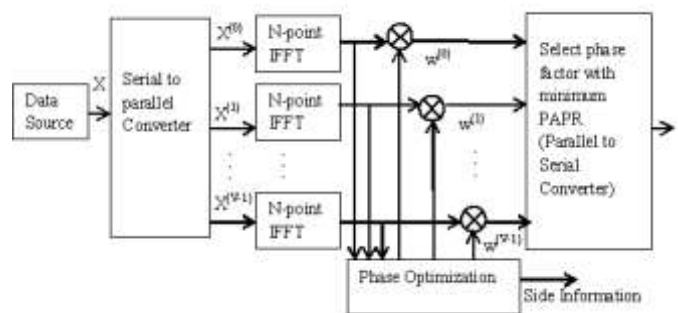 Data
Source
X
Serial to
parallel
Converter
X(0)
X(1)
X(V-1)
N-point
IFFT
N-point
IFFT
N-point
IFFT
w(0)
w(1)
w(V-1)
Select phase
factor with
minimum
PAPR
(Parallel to
Serial
Converter)
Phase Optimization
Side Information